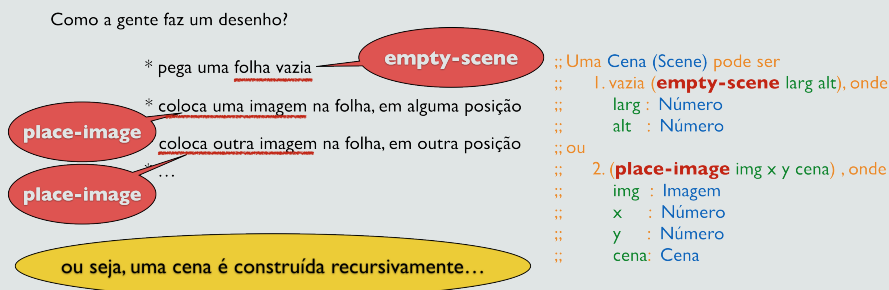 Como a gente faz um desenho?
* pega uma folha vazia
empty-scene
* coloca uma imagem na folha, em alguma posição
place-image
coloca outra imagem na folha, em outra posição
place-image
* …
ou seja, uma cena é construída recursivamente…
;; Uma Cena (Scene) pode ser
;; 1. vazia (empty-scene larg alt), onde
;; larg : Número
;; alt : Número
;; ou
;; 2. (place-image img x y cena) , onde
;; img : Imagem
;; x : Número
;; y : Número
;; cena: Cena